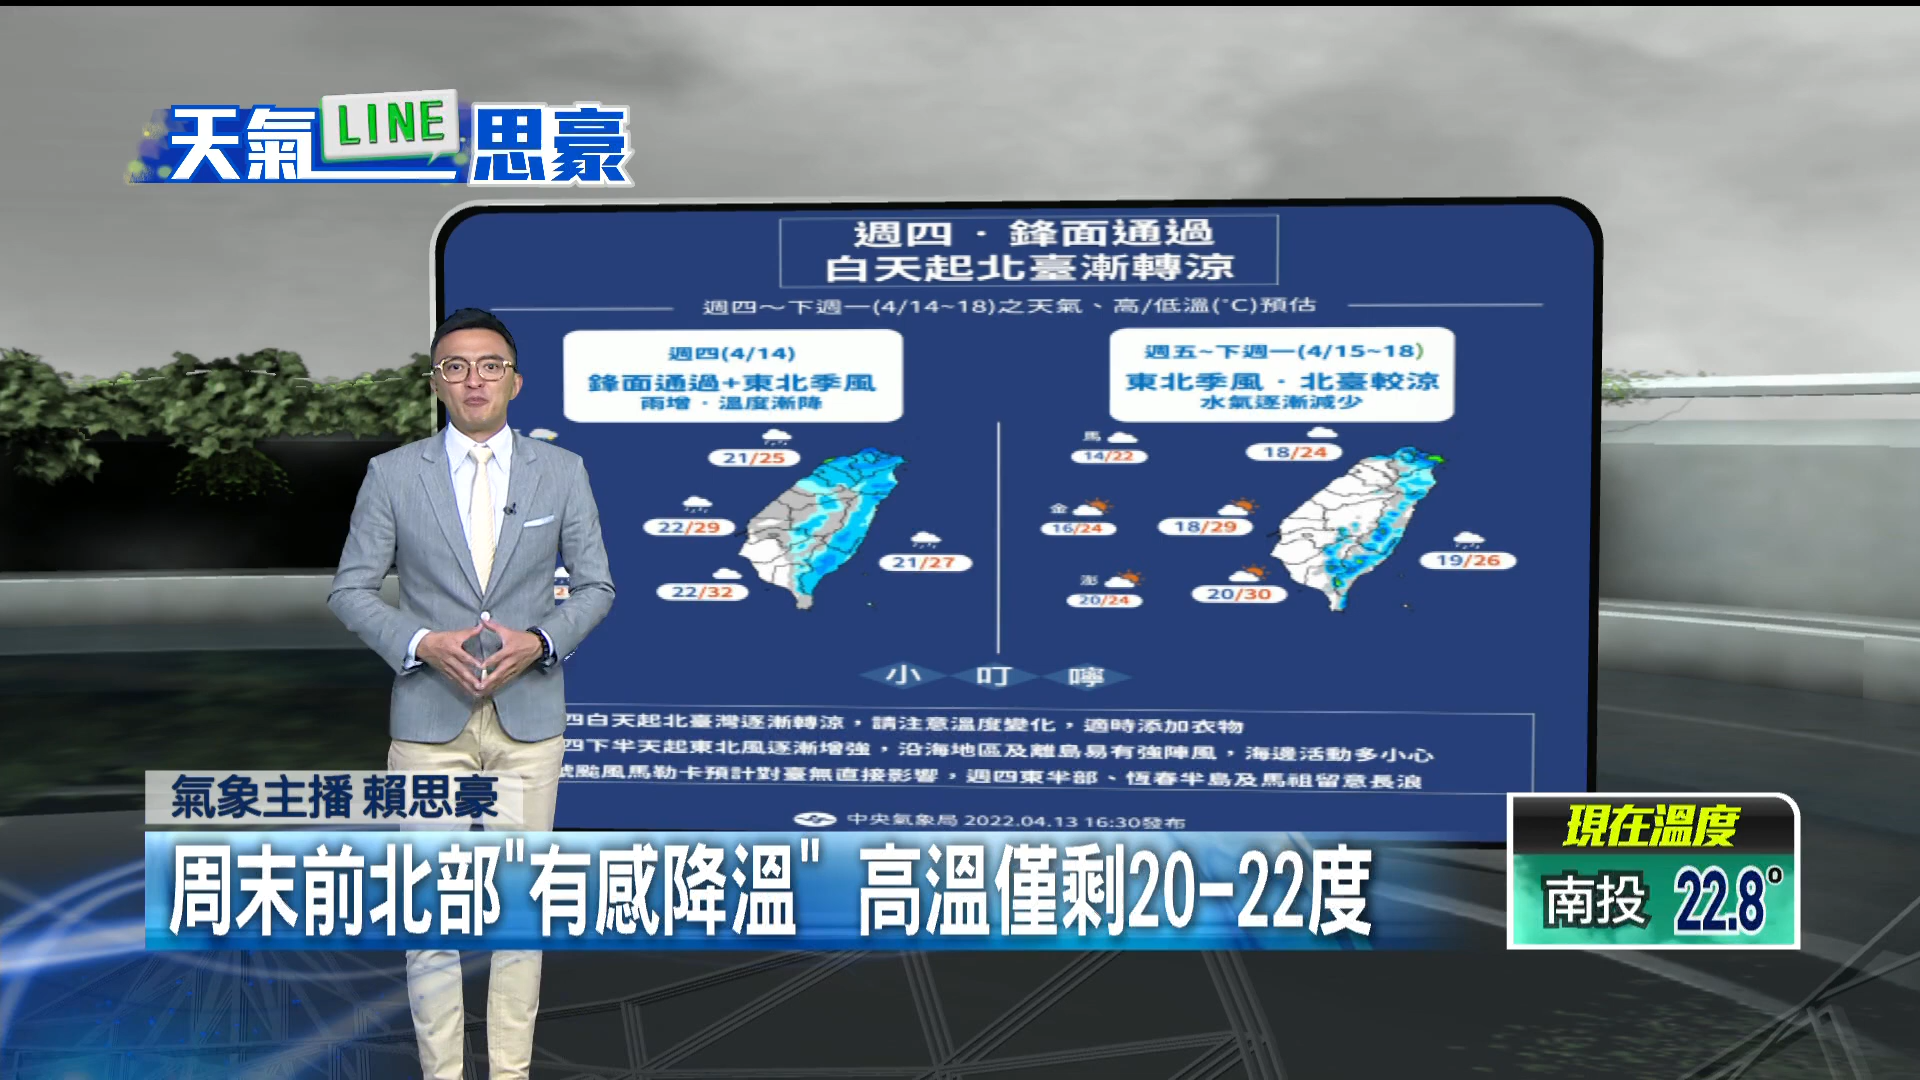 天氣LINE思豪
週四・鋒面通過
白天起北臺漸轉涼
週四～下週一(4/14~18)之天氣、高/低溫(°C)預估
週四(4/14)
鋒面通過+東北季風
雨增・溫度漸降
週五~下週一(4/15~18)
東北季風・北臺較涼
水氣逐漸減少
21/25
22/29
22/32
21/27
馬
14/22
金
16/24
澎
20/24
18/24
18/29
20/30
19/26
小叮嚀
四白天起北臺灣逐漸轉涼，請注意溫度變化，適時添加衣物
四下半天起東北風逐漸增強，沿海地區及離島易有強陣風，海邊活動多小心
號颱風馬勒卡預計對臺無直接影響，週四東半部、恆春半島及馬祖留意長浪
中央氣象局 2022.04.13 16:30發布
氣象主播 賴思豪
周末前北部"有感降溫" 高溫僅剩20-22度
現在溫度
南投 22.8°